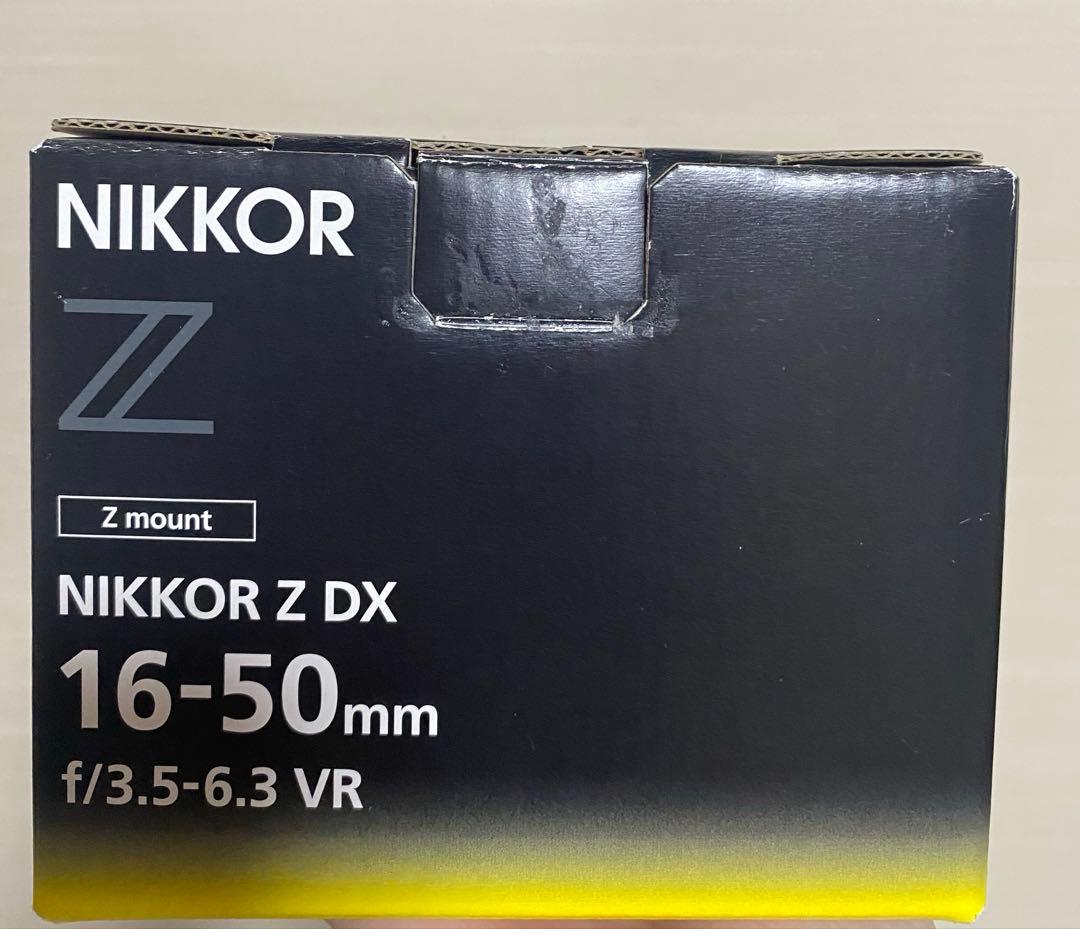 NIKKOR
Z
Z mount
NIKKOR Z DX
16-50mm
f/3.5-6.3 VR